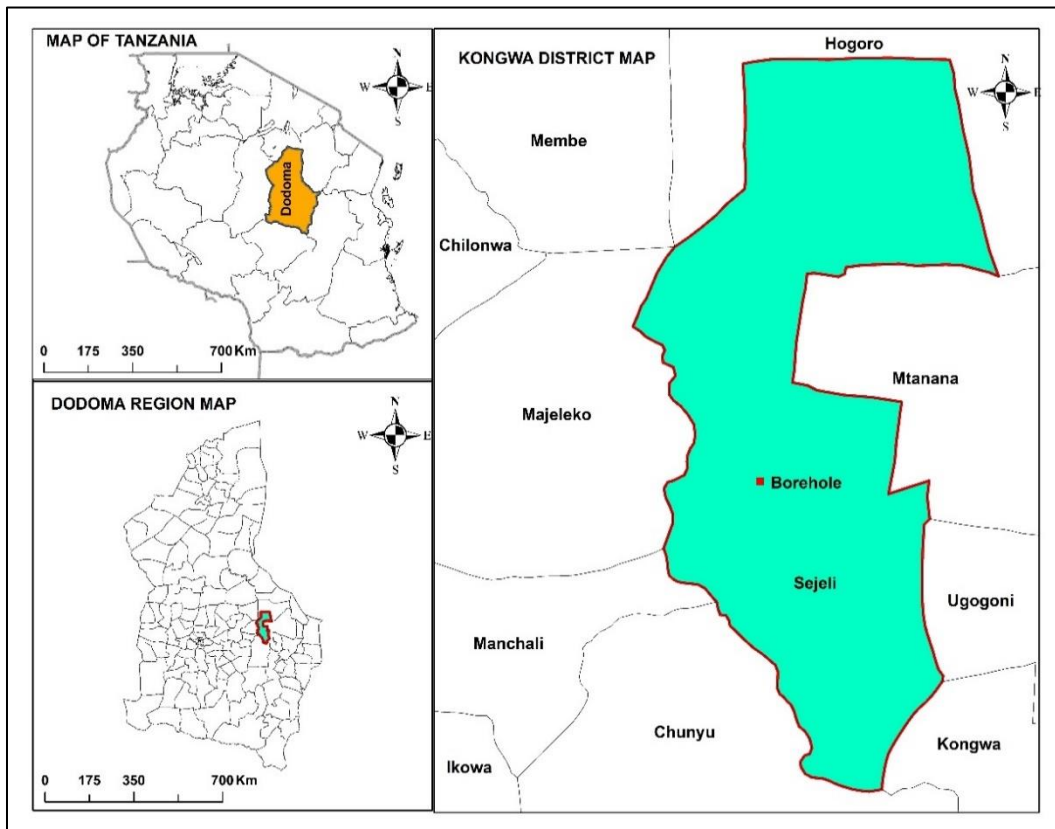 MAP OF TANZANIA
N
W E
S
Dodoma
0 175 350 700 Km
DODOMA REGION MAP
N
W E
S
0 175 350 700 Km
KONGWA DISTRICT MAP
Hogoro
N
W E
S
Membe
Chilonwa
Mtanana
Majeleko
Borehole
Sejeli
Ugogoni
Manchali
Chunyu
Kongwa
Ikowa